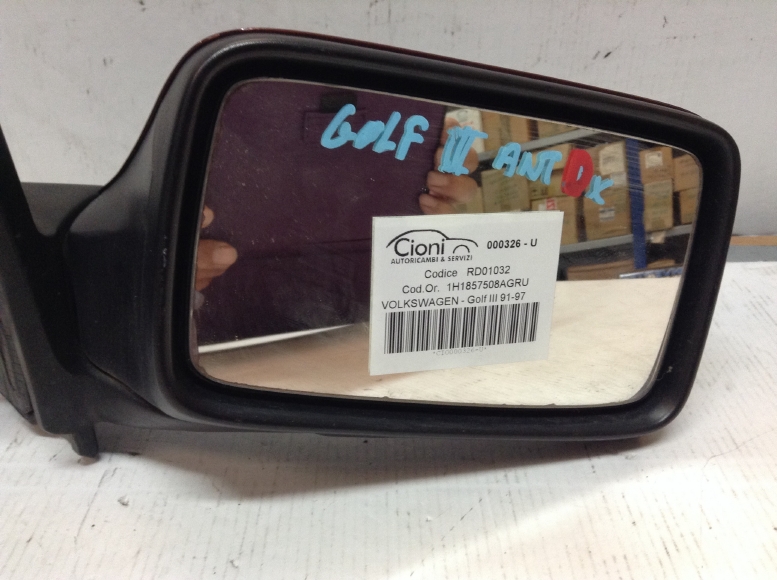 GOLF III ANT DX
Cioni 000326 - U
AUTORICAMBI & SERVIZI
Codice RD01032
Cod.Or. 1H1857508AGRU
VOLKSWAGEN - Golf III 91-97